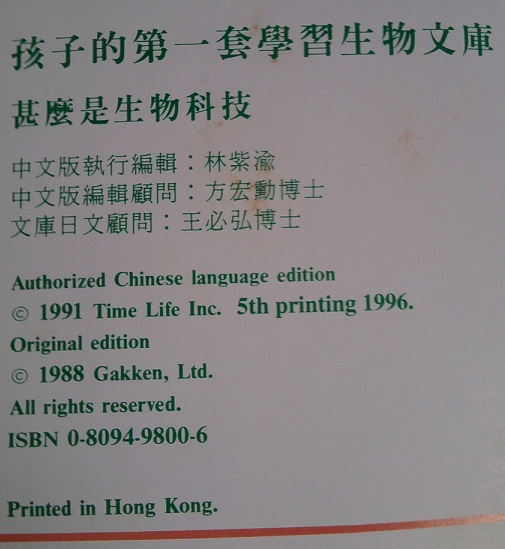 孩子的第一套學習生物文庫
甚麼是生物科技
中文版執行編輯：林紫渝
中文版編輯顧問：方宏勳博士
文庫日文顧問：王必弘博士
Authorized Chinese language edition
© 1991 Time Life Inc. 5th printing 1996.
Original edition
© 1988 Gakken, Ltd.
All rights reserved.
ISBN 0-8094-9800-6
Printed in Hong Kong.